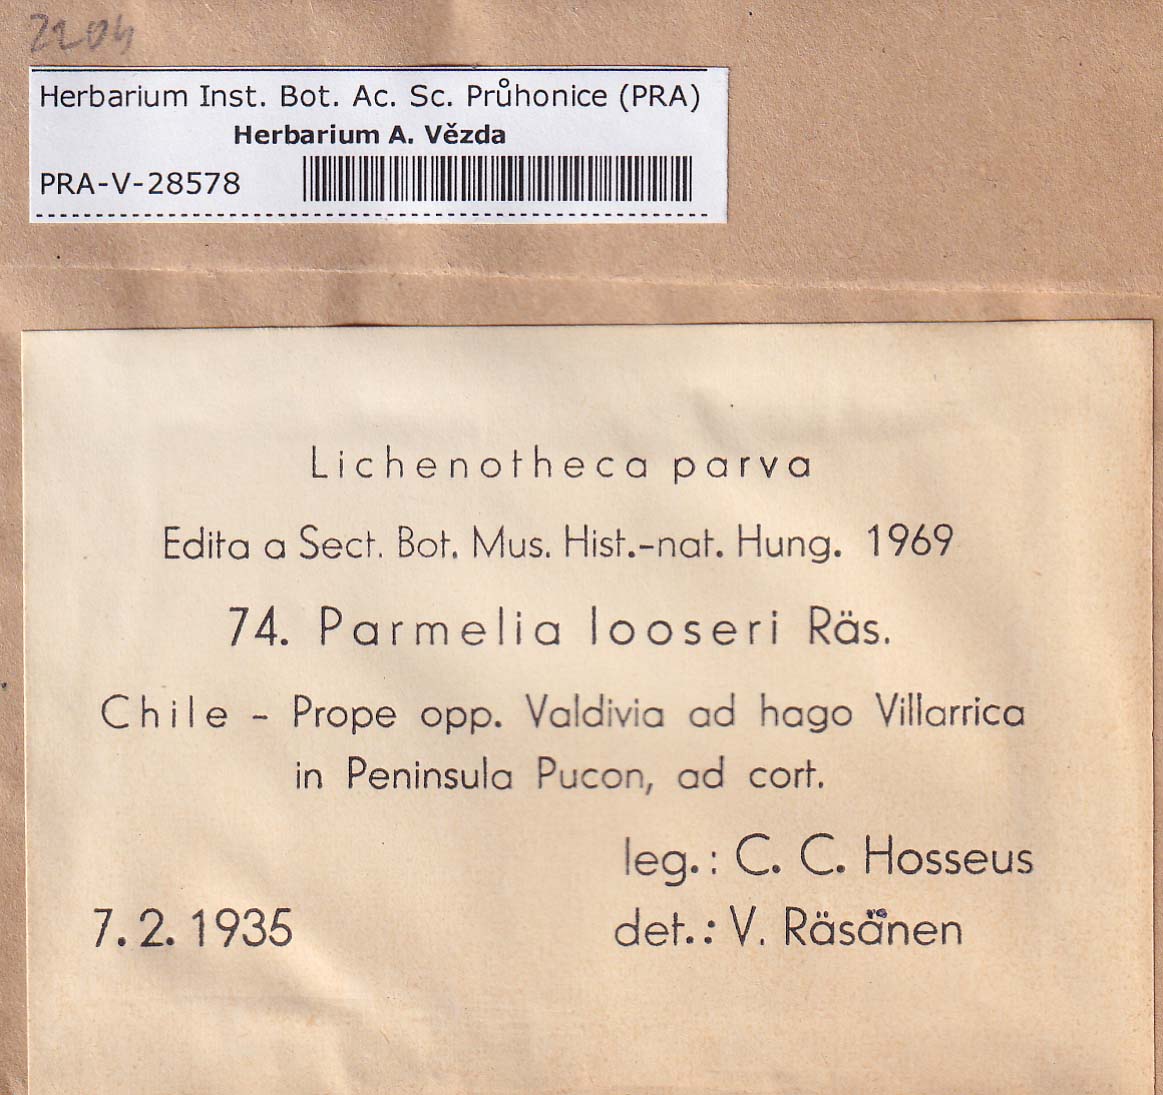 2204
Herbarium Inst. Bot. Ac. Sc. Průhonice (PRA)
Herbarium A. Vězda
PRA-V-28578
Lichenotheca parva
Edita a Sect. Bot. Mus. Hist.-nat. Hung. 1969
74. Parmelia looseri Räs.
Chile - Prope opp. Valdivia ad hago Villarrica
in Peninsula Pucon, ad cort.
leg.: C. C. Hosseus
7. 2. 1935 det.: V. Räsänen